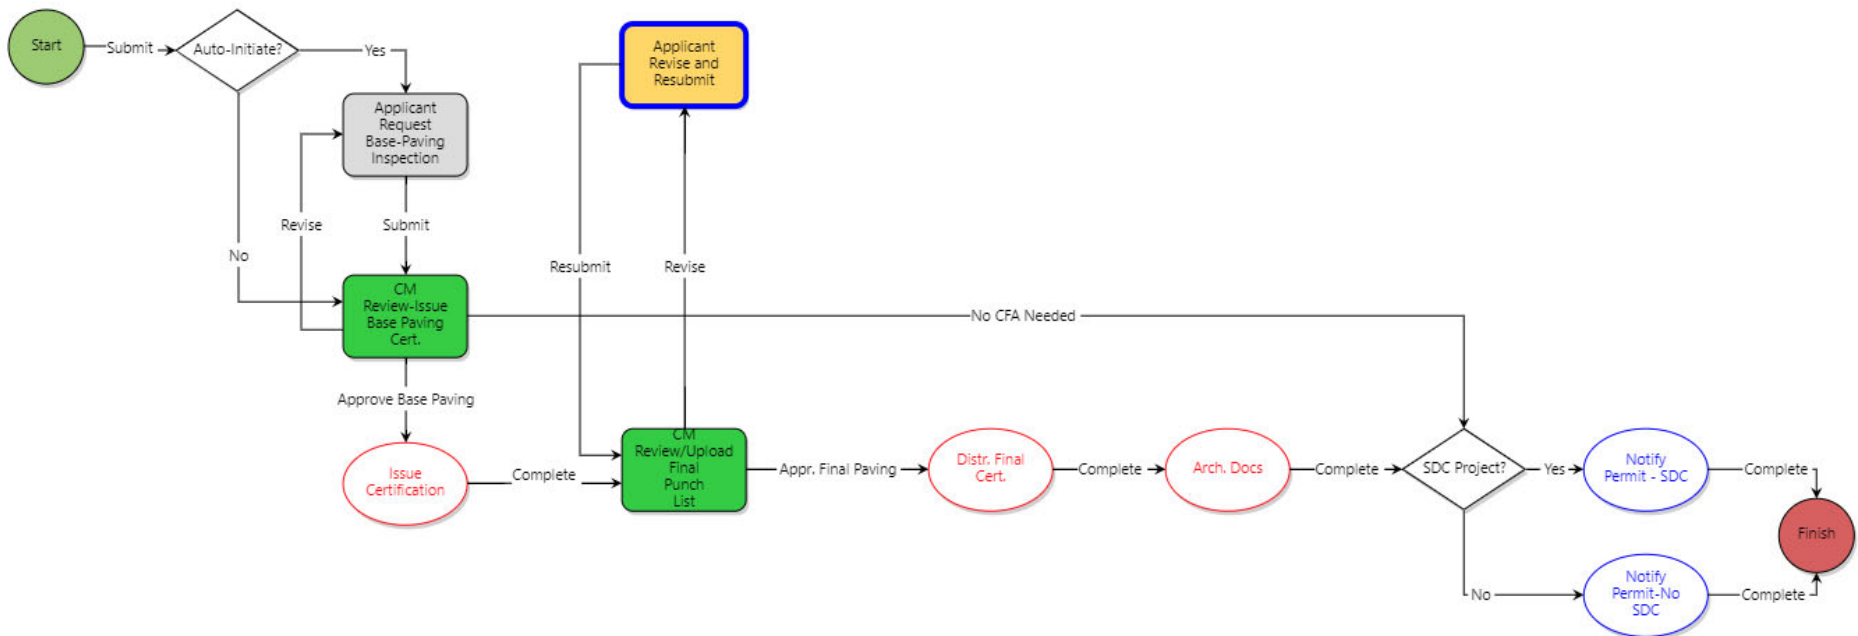 Start
Submit
Auto-Initiate?
Yes
Applicant
Request
Base-Paving
Inspection
Applicant
Revise and
Resubmit
Revise
Submit
No
Resubmit
Revise
CM
Review-Issue
Base Paving
Cert.
No CFA Needed
Approve Base Paving
Issue
Certification
Complete
CM
Review/Upload
Final
Punch
List
Appr. Final Paving
Distr. Final
Cert.
Complete
Arch. Docs
Complete
SDC Project?
Yes
Notify
Permit - SDC
Complete
Finish
No
Notify
Permit-No
SDC
Complete